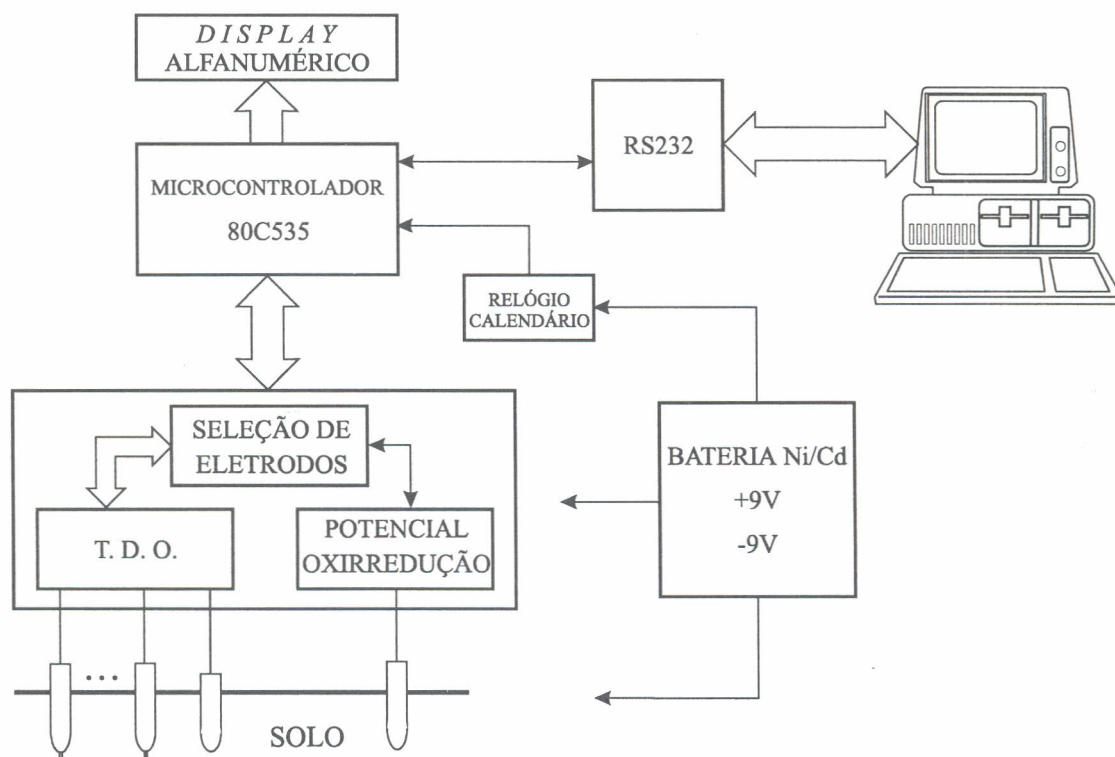 DISPLAY
ALFANUMÉRICO
MICROCONTROLADOR
80C535
RS232
RELÓGIO
CALENDÁRIO
SELEÇÃO DE
ELETRODOS
T. D. O.
POTENCIAL
OXIRREDUÇÃO
BATERIA Ni/Cd
+9V
-9V
...
SOLO